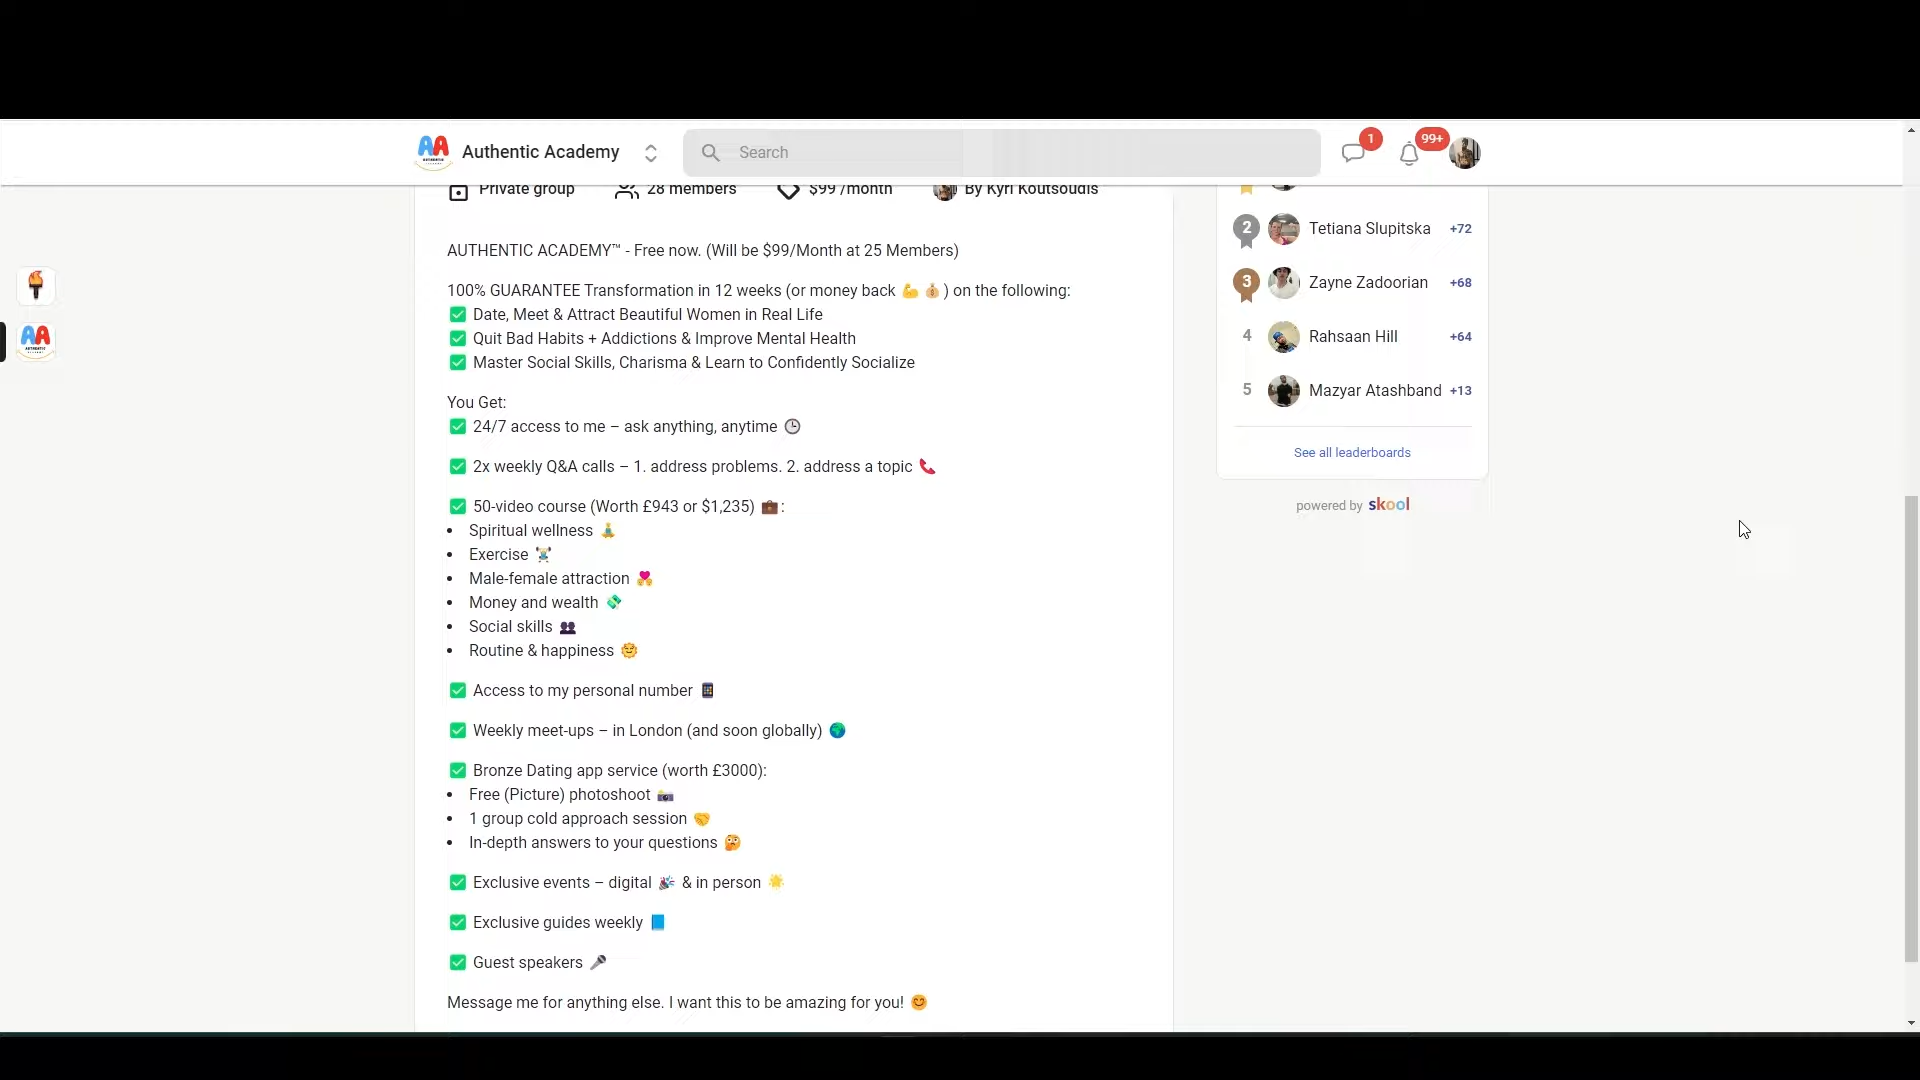 Authentic Academy
Search
1
99+
Private group
28 members
$99 /month
By Kyri Koutsoudis
AUTHENTIC ACADEMY™ - Free now. (Will be $99/Month at 25 Members)
100% GUARANTEE Transformation in 12 weeks (or money back 💪 💰) on the following:
✅ Date, Meet & Attract Beautiful Women in Real Life
✅ Quit Bad Habits + Addictions & Improve Mental Health
✅ Master Social Skills, Charisma & Learn to Confidently Socialize
You Get:
✅ 24/7 access to me – ask anything, anytime 🕒
✅ 2x weekly Q&A calls – 1. address problems. 2. address a topic 📞
✅ 50-video course (Worth £943 or $1,235) 💼:
• Spiritual wellness 🧘
• Exercise 🏋️
• Male-female attraction 💏
• Money and wealth 💸
• Social skills 👥
• Routine & happiness 🌞
✅ Access to my personal number 📱
✅ Weekly meet-ups – in London (and soon globally) 🌍
✅ Bronze Dating app service (worth £3000):
• Free (Picture) photoshoot 📸
• 1 group cold approach session 🤝
• In-depth answers to your questions 🤔
✅ Exclusive events – digital 🎉 & in person 🌟
✅ Exclusive guides weekly 📘
✅ Guest speakers 🎤
Message me for anything else. I want this to be amazing for you! 😊
2 Tetiana Slupitska +72
3 Zayne Zadoorian +68
4 Rahsaan Hill +64
5 Mazyar Atashband +13
See all leaderboards
powered by skool